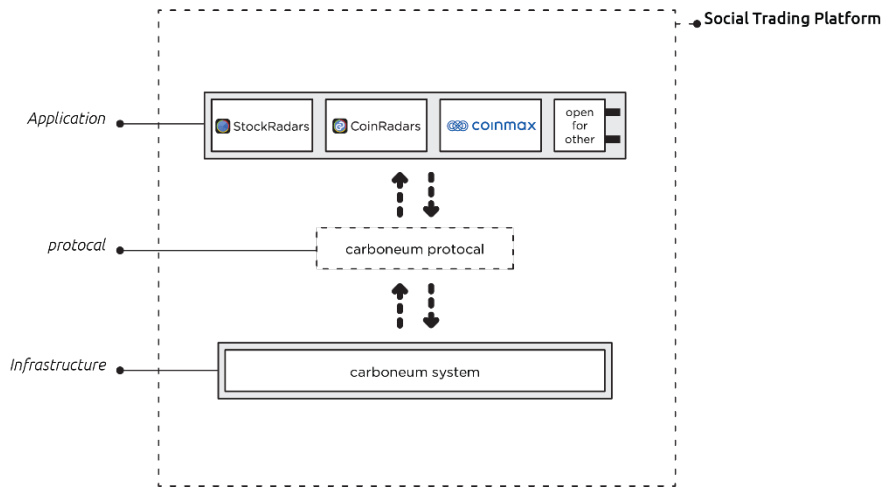 Social Trading Platform
Application
StockRadars
CoinRadars
coinmax
open
for
other
protocal
carboneum protocal
Infrastructure
carboneum system